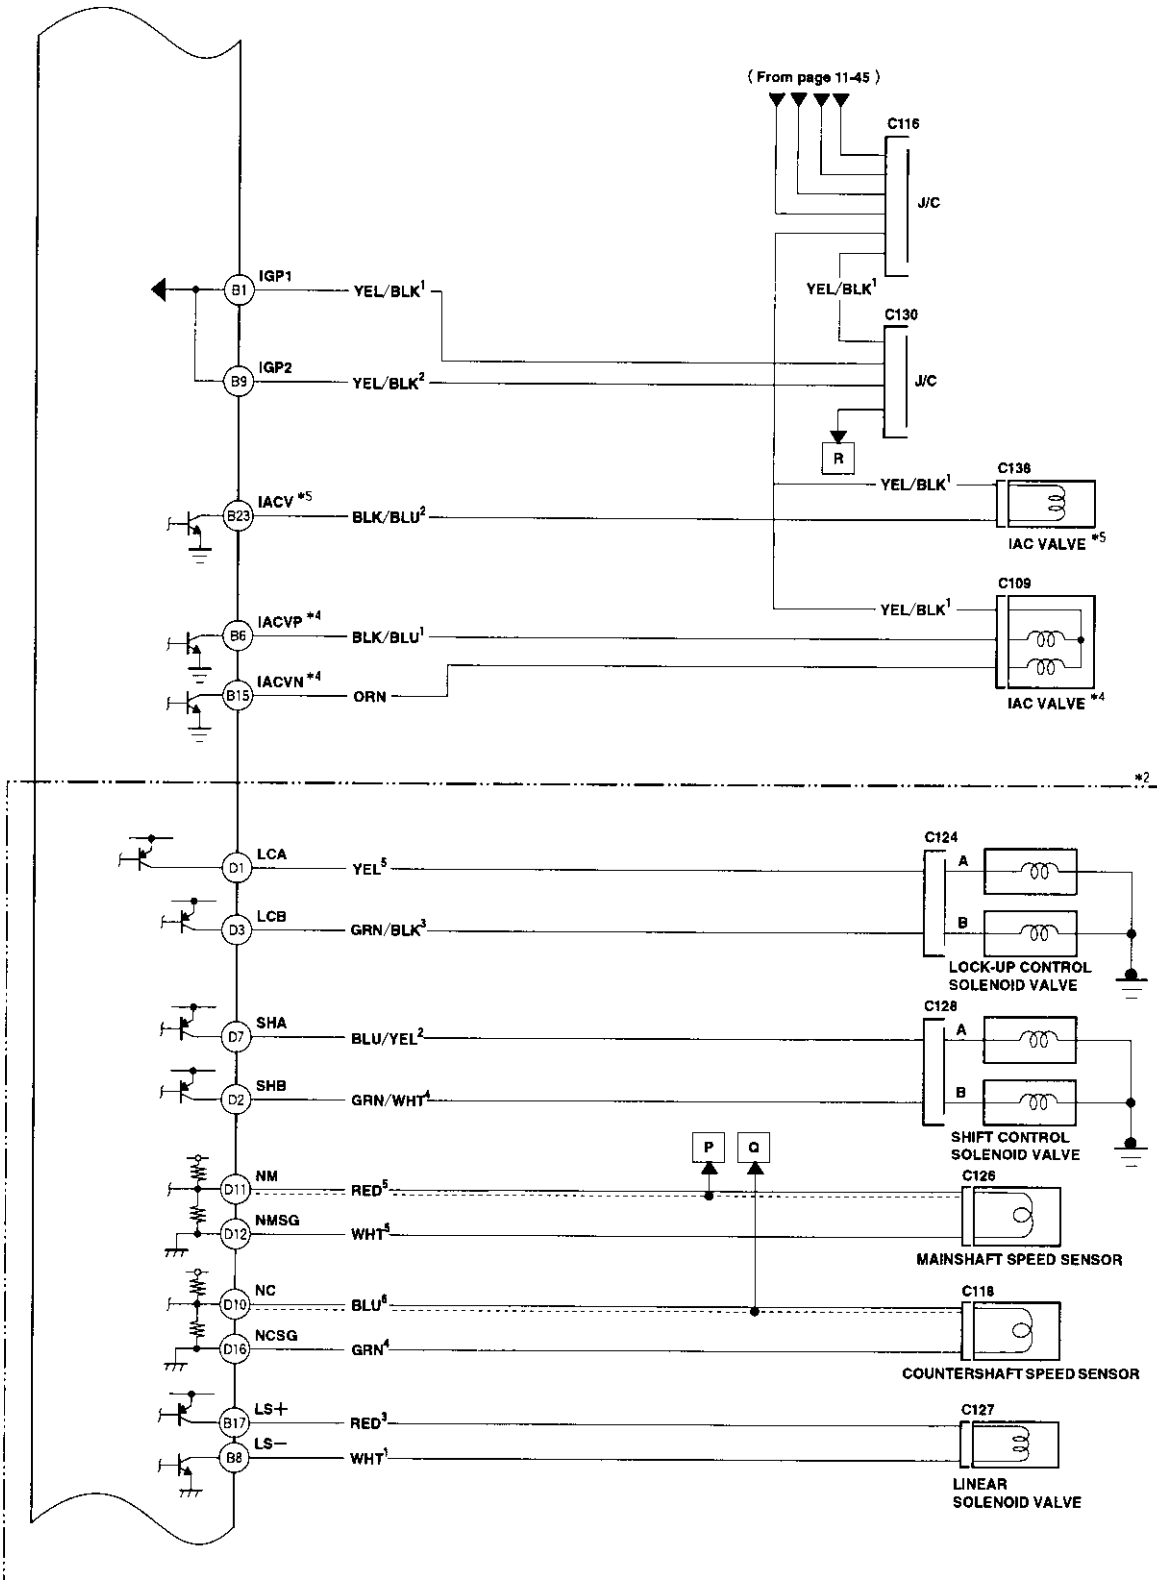 ( From page 11-45 )
C116
J/C
B1
IGP1
YEL/BLK¹
YEL/BLK¹
C130
J/C
B9
IGP2
YEL/BLK²
R
B23
IACV *5
BLK/BLU²
YEL/BLK¹
C138
IAC VALVE *5
B6
IACVP *4
BLK/BLU¹
YEL/BLK¹
C109
B15
IACVN *4
ORN
IAC VALVE *4
*2
D1
LCA
YEL⁵
C124
A
D3
LCB
GRN/BLK³
B
LOCK-UP CONTROL
SOLENOID VALVE
D7
SHA
BLU/YEL²
C128
A
D2
SHB
GRN/WHT⁴
B
SHIFT CONTROL
SOLENOID VALVE
P
Q
D11
NM
RED⁵
C126
D12
NMSG
WHT⁵
MAINSHAFT SPEED SENSOR
D10
NC
BLU⁶
C118
D16
NCSG
GRN⁴
COUNTERSHAFT SPEED SENSOR
B17
LS+
RED³
C127
B8
LS−
WHT¹
LINEAR
SOLENOID VALVE